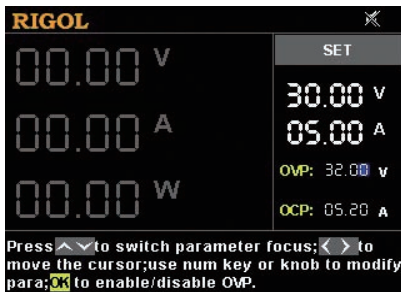 RIGOL
00.00 V
SET
30.00 V
00.00 A
05.00 A
OVP: 32.00 V
00.00 W
OCP: 05.20 A
Press to switch parameter focus; < > to
move the cursor;use num key or knob to modify
para;OK to enable/disable OVP.